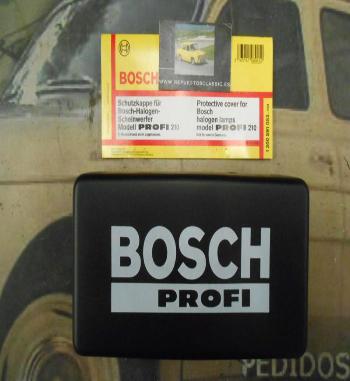 BOSCH
WWW.REPUESTOSCLASSIC.ES
Schutzkappe für
Bosch-Halogen-
Scheinwerfer
Modell PROFI 210
Protective cover for
Bosch
halogen lamps
model PROFI 210
BOSCH
PROFI
PEDIDOS